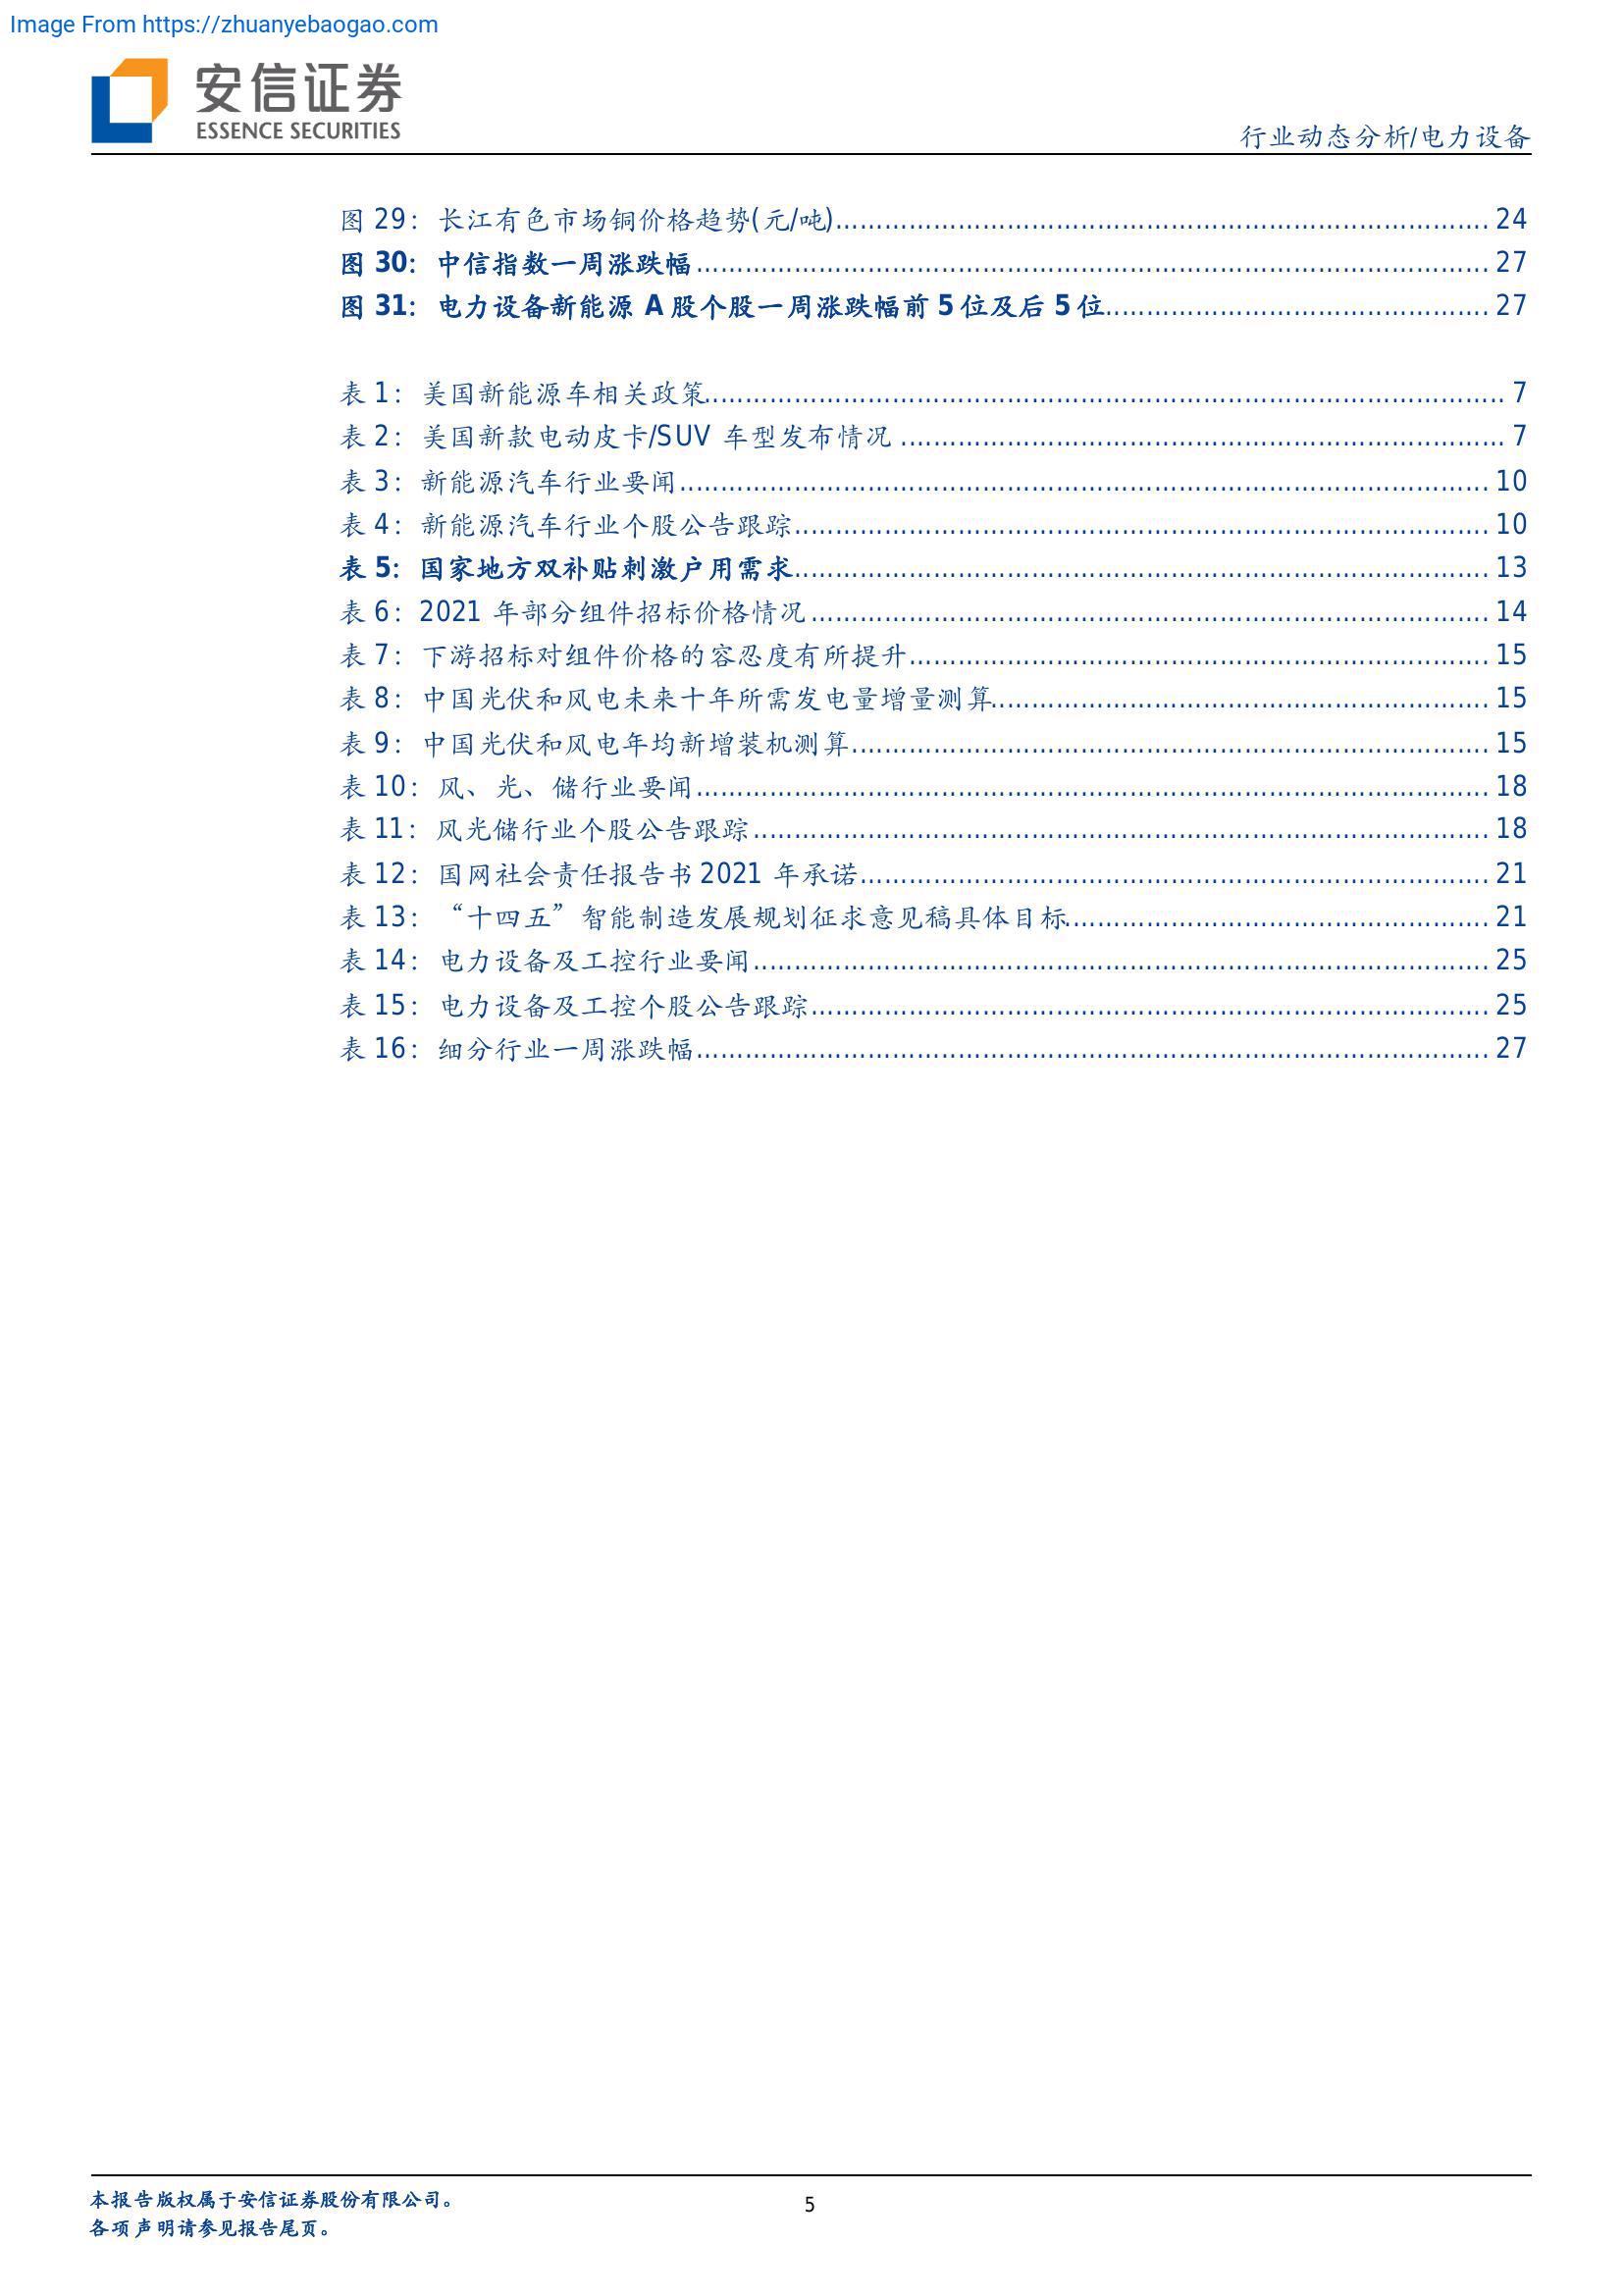 Image From https://zhuanyebaogao.com
安信证券
ESSENCE SECURITIES
行业动态分析/电力设备
图 29：长江有色市场铜价格趋势(元/吨)........................................................ 24
图 30：中信指数一周涨跌幅........................................................ 27
图 31：电力设备新能源 A 股个股一周涨跌幅前 5 位及后 5 位........................................................ 27
表 1：美国新能源车相关政策........................................................ 7
表 2：美国新款电动皮卡/SUV 车型发布情况........................................................ 7
表 3：新能源汽车行业要闻........................................................ 10
表 4：新能源汽车行业个股公告跟踪........................................................ 10
表 5：国家地方双补贴刺激户用需求........................................................ 13
表 6：2021 年部分组件招标价格情况........................................................ 14
表 7：下游招标对组件价格的容忍度有所提升........................................................ 15
表 8：中国光伏和风电未来十年所需发电量增量测算........................................................ 15
表 9：中国光伏和风电年均新增装机测算........................................................ 15
表 10：风、光、储行业要闻........................................................ 18
表 11：风光储行业个股公告跟踪........................................................ 18
表 12：国网社会责任报告书 2021 年承诺........................................................ 21
表 13：“十四五”智能制造发展规划征求意见稿具体目标........................................................ 21
表 14：电力设备及工控行业要闻........................................................ 25
表 15：电力设备及工控个股公告跟踪........................................................ 25
表 16：细分行业一周涨跌幅........................................................ 27
本报告版权属于安信证券股份有限公司。
各项声明请参见报告尾页。
5